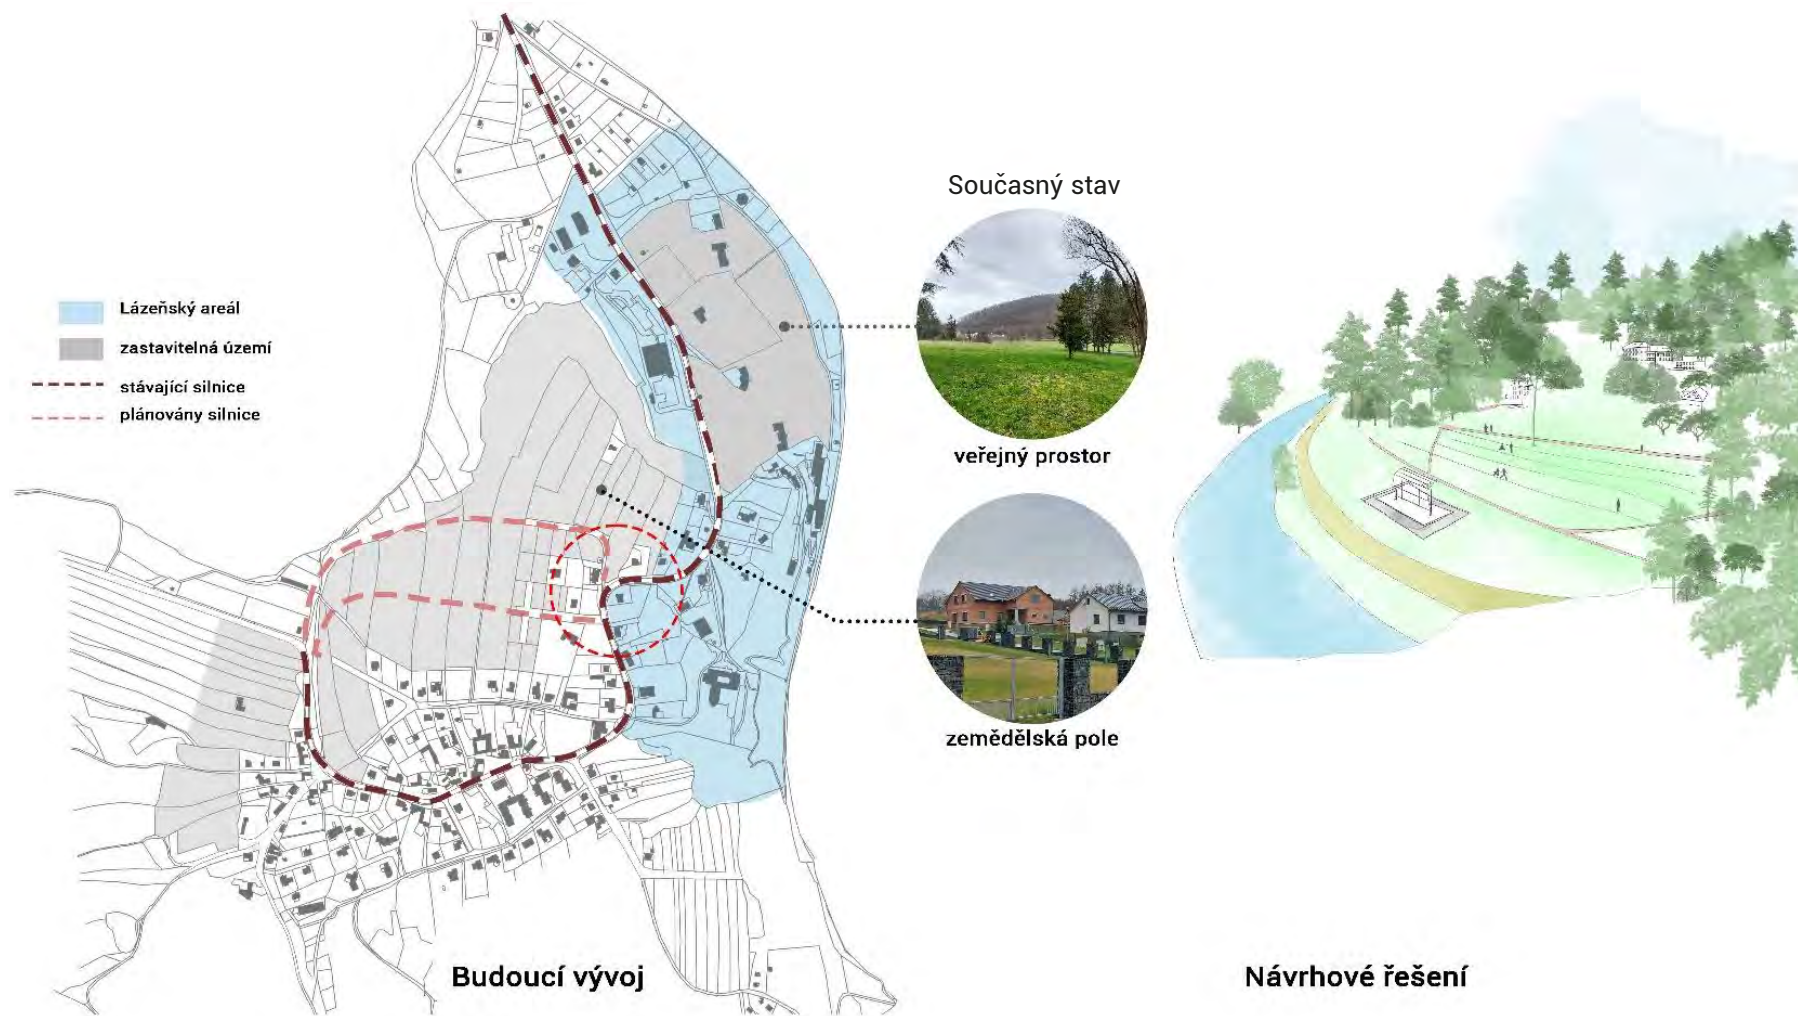 Lázeňský areál
zastavitelná území
stávající silnice
plánovány silnice
Budoucí vývoj
Současný stav
veřejný prostor
zemědělská pole
Návrhové řešení